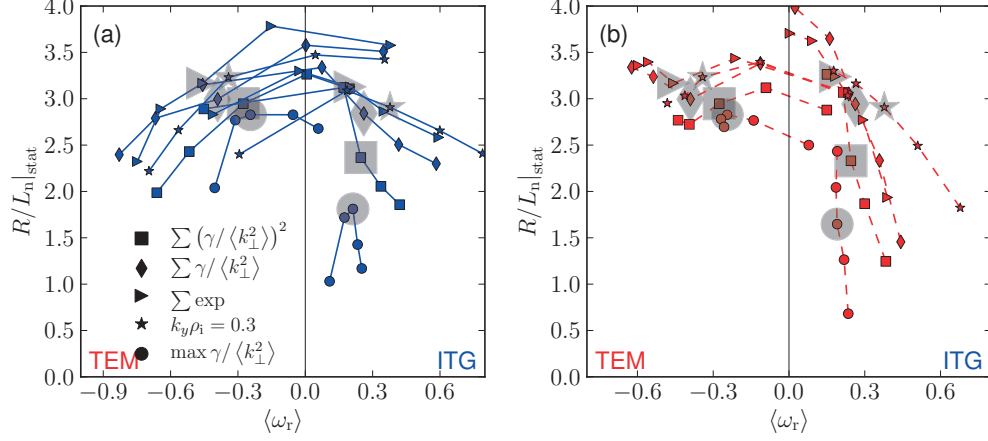 (a)
4.0
3.5
3.0
2.5
2.0
1.5
1.0
0.5
0.0
R/L_n|_stat
∑ (γ/⟨k_⊥^2⟩)^2
∑ γ/⟨k_⊥^2⟩
∑ exp
k_yρ_i = 0.3
max γ/⟨k_⊥^2⟩
TEM
ITG
−0.9
−0.6
−0.3
0.0
0.3
0.6
⟨ω_r⟩
(b)
4.0
3.5
3.0
2.5
2.0
1.5
1.0
0.5
0.0
R/L_n|_stat
TEM
ITG
−0.6
−0.3
0.0
0.3
0.6
⟨ω_r⟩